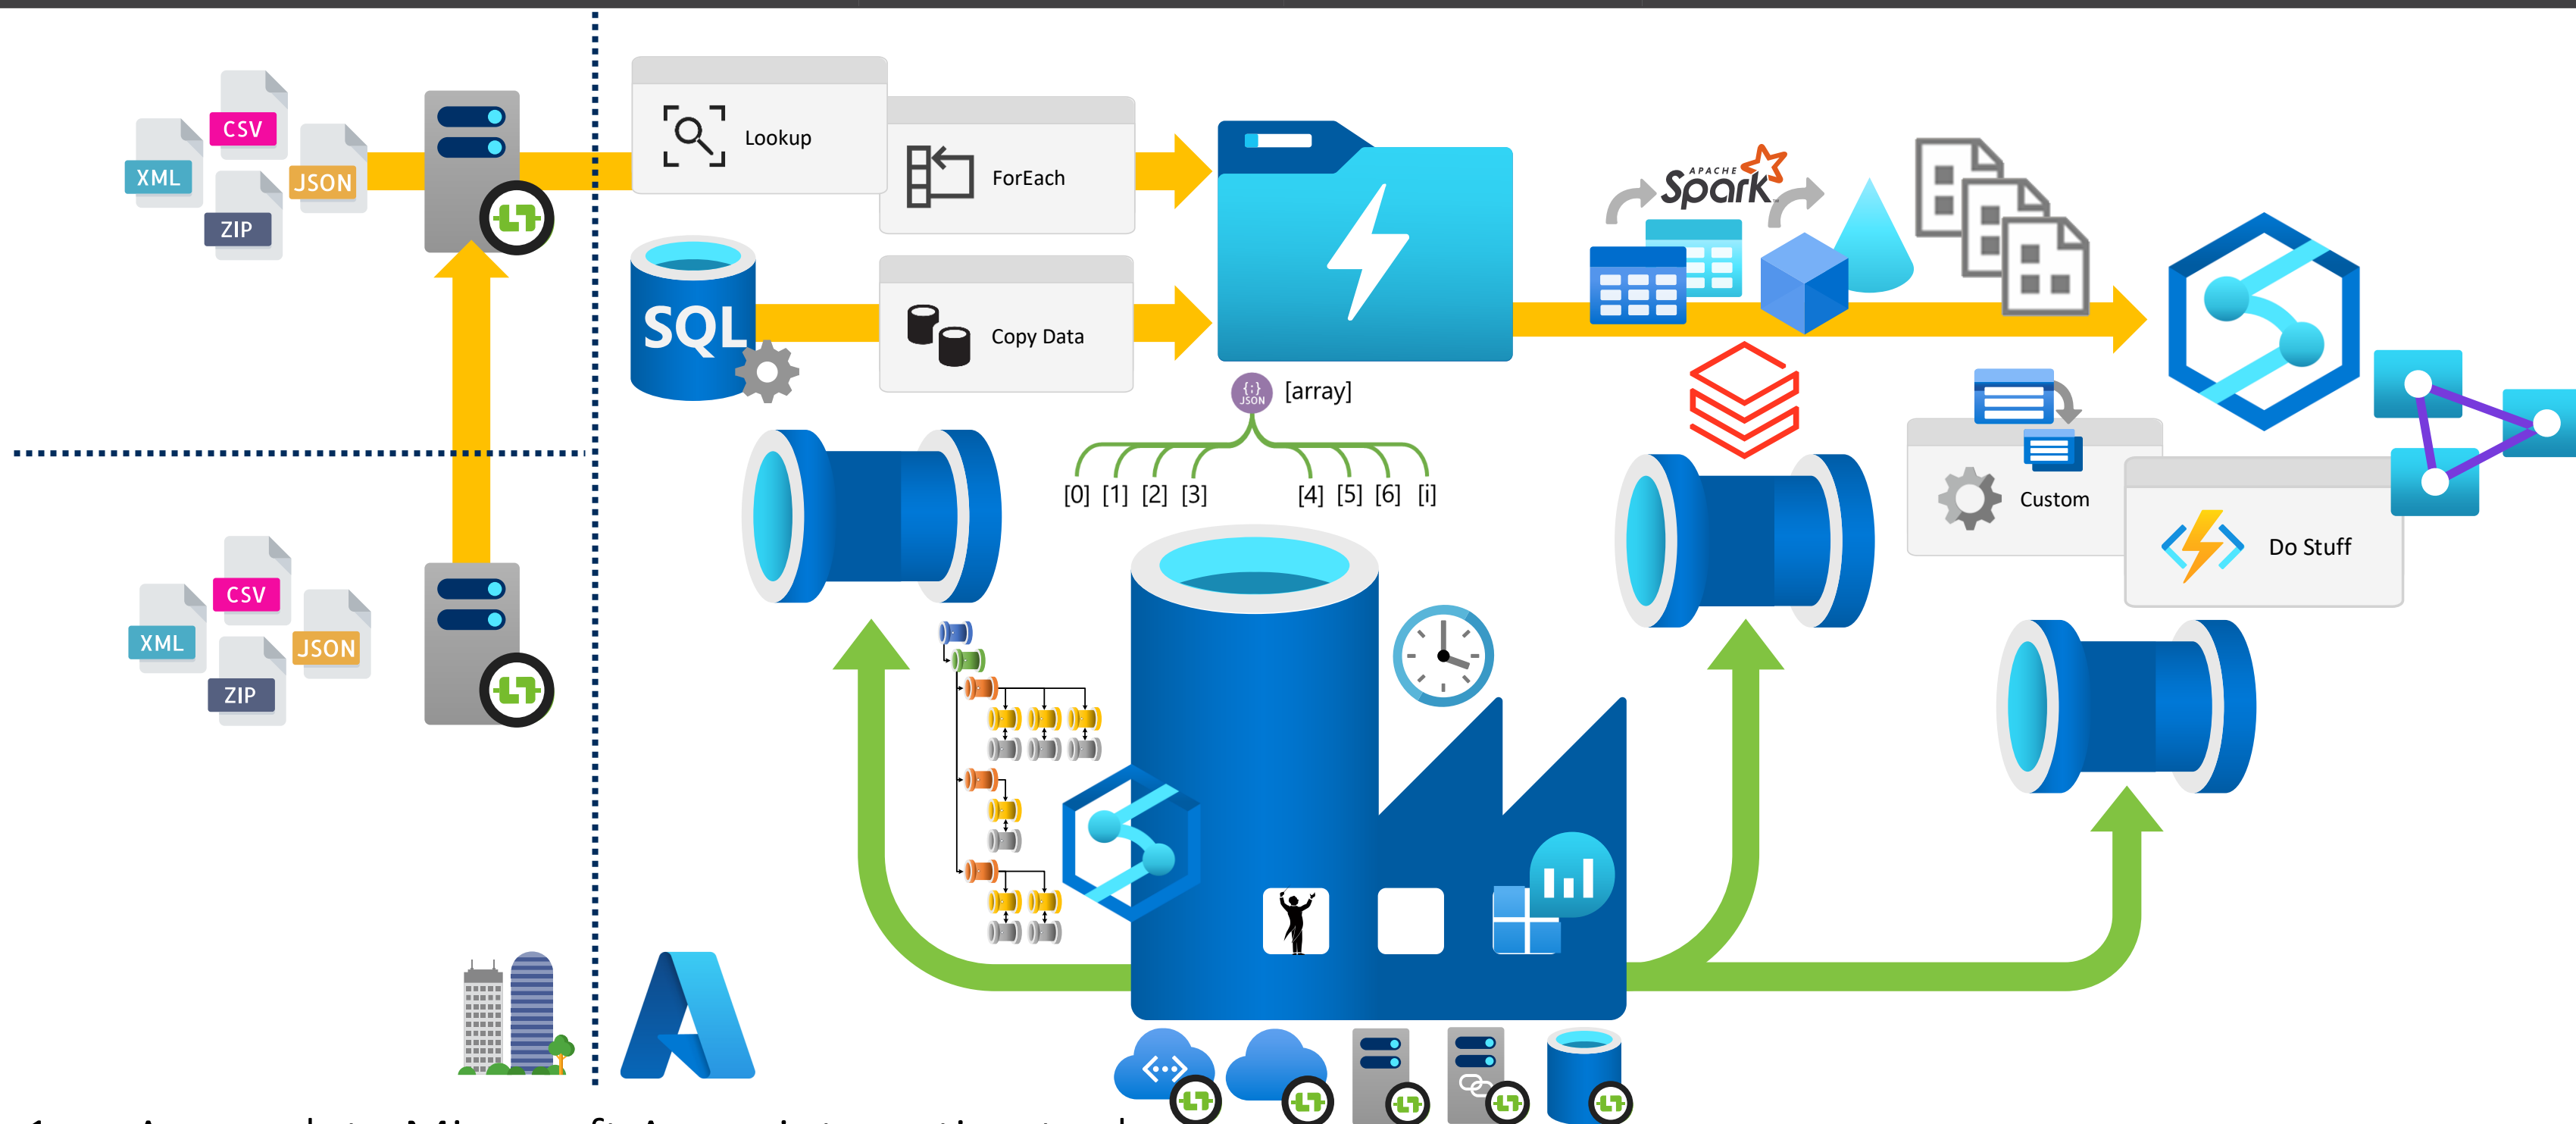 CSV
XML
JSON
ZIP
Lookup
ForEach
SQL
Copy Data
APACHE
Spark
{;}
JSON
[array]
[0] [1] [2] [3] [4] [5] [6] [i]
Custom
Do Stuff
CSV
XML
JSON
ZIP